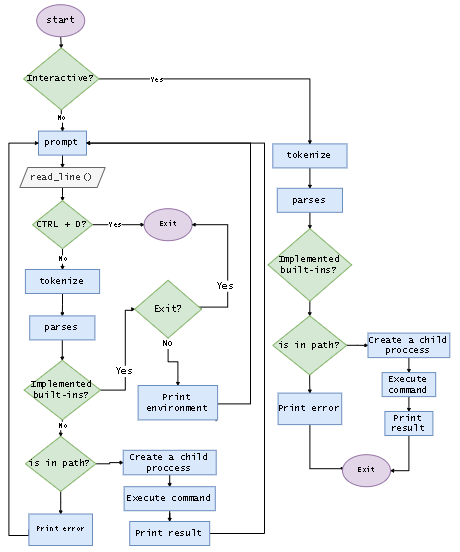 start
Interactive?
Yes
No
prompt
read_line()
CTRL + D?
Yes
Exit
No
tokenize
parses
Implemented
built-ins?
Yes
Exit?
Yes
No
Print
environment
No
is in path?
Create a child
proccess
Execute command
Print result
Print error
tokenize
parses
Implemented
built-ins?
is in path?
Create a child
proccess
Execute
command
Print
result
Print error
Exit